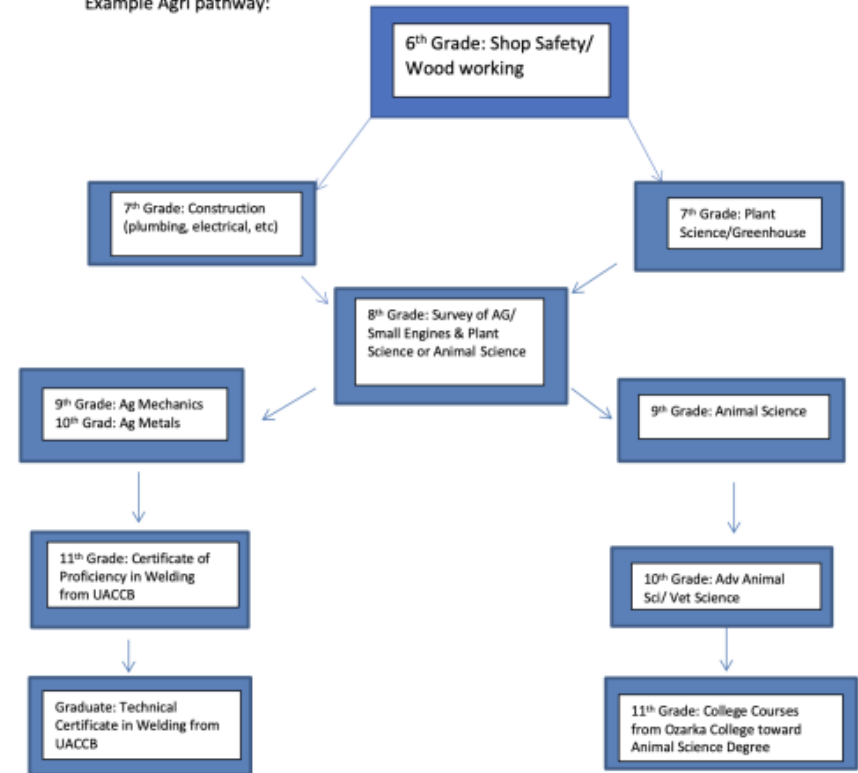 Example Agri pathway:
6th Grade: Shop Safety/
Wood working
7th Grade: Construction
(plumbing, electrical, etc)
7th Grade: Plant
Science/Greenhouse
8th Grade: Survey of AG/
Small Engines & Plant
Science or Animal Science
9th Grade: Ag Mechanics
10th Grad: Ag Metals
9th Grade: Animal Science
11th Grade: Certificate of
Proficiency in Welding
from UACCB
10th Grade: Adv Animal
Sci/ Vet Science
Graduate: Technical
Certificate in Welding from
UACCB
11th Grade: College Courses
from Ozarka College toward
Animal Science Degree